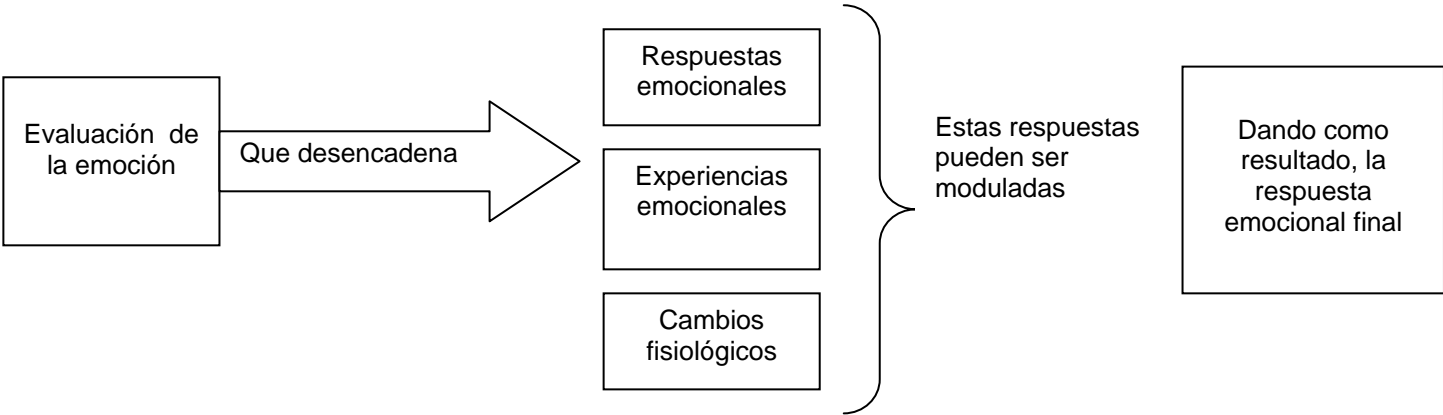 Evaluación de
la emoción
Que desencadena
Respuestas
emocionales
Experiencias
emocionales
Cambios
fisiológicos
Estas respuestas
pueden ser
moduladas
Dando como
resultado, la
respuesta
emocional final